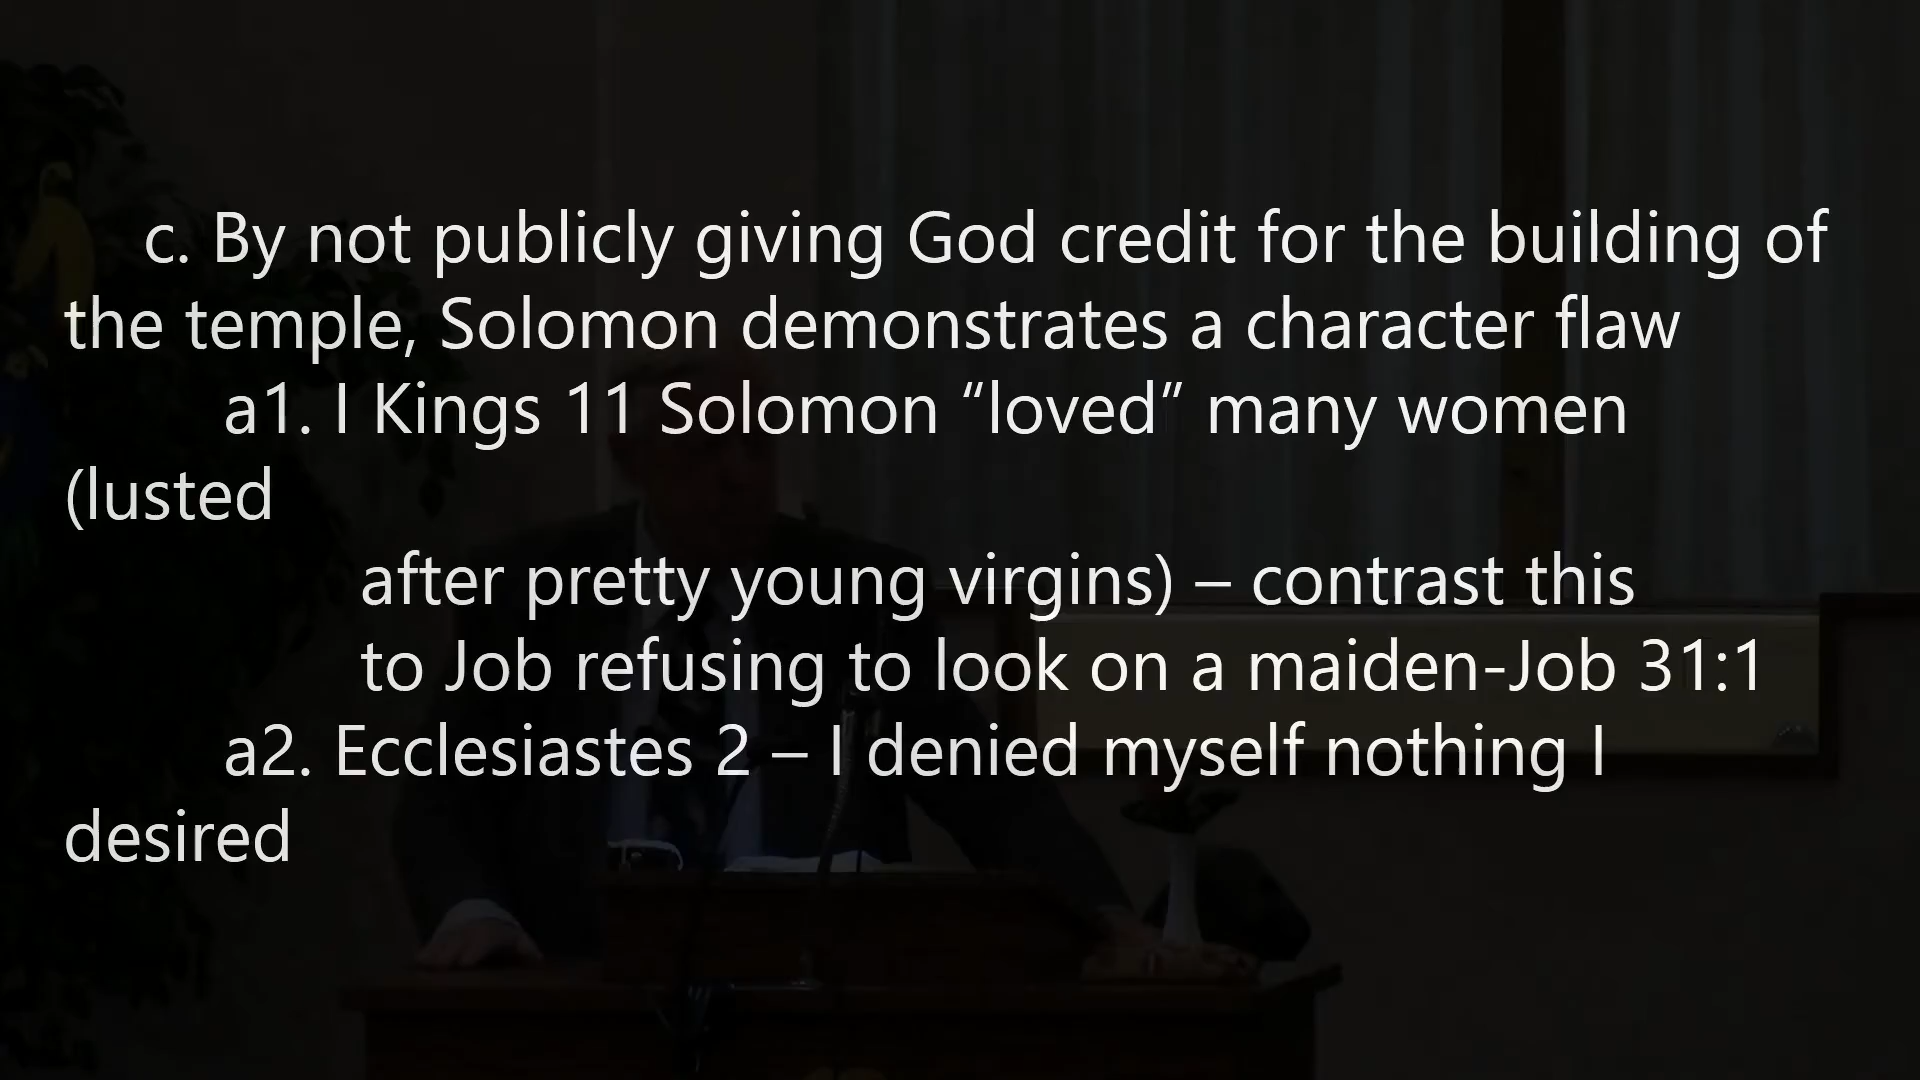 c. By not publicly giving God credit for the building of
the temple, Solomon demonstrates a character flaw
a1. I Kings 11 Solomon “loved” many women
(lusted
after pretty young virgins) – contrast this
to Job refusing to look on a maiden-Job 31:1
a2. Ecclesiastes 2 – I denied myself nothing I
desired